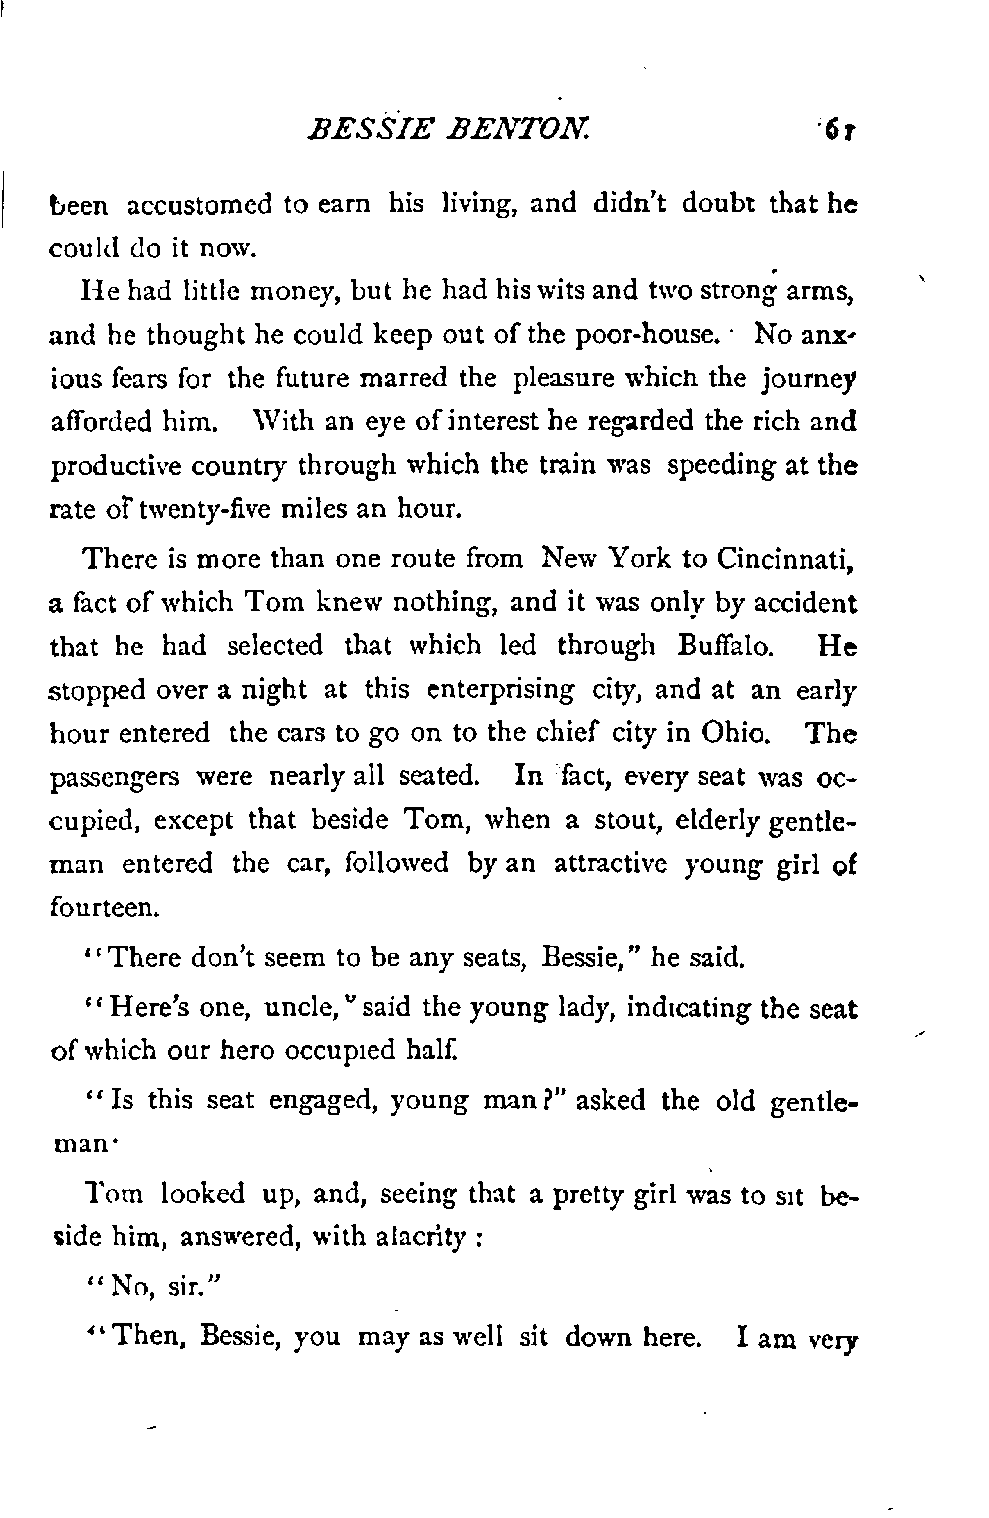 BESSIE BENTON. 61
been accustomed to earn his living, and didn't doubt that he
could do it now.
He had little money, but he had his wits and two strong arms,
and he thought he could keep out of the poor-house. No anx-
ious fears for the future marred the pleasure which the journey
afforded him. With an eye of interest he regarded the rich and
productive country through which the train was speeding at the
rate of twenty-five miles an hour.
There is more than one route from New York to Cincinnati,
a fact of which Tom knew nothing, and it was only by accident
that he had selected that which led through Buffalo. He
stopped over a night at this enterprising city, and at an early
hour entered the cars to go on to the chief city in Ohio. The
passengers were nearly all seated. In fact, every seat was oc-
cupied, except that beside Tom, when a stout, elderly gentle-
man entered the car, followed by an attractive young girl of
fourteen.
"There don't seem to be any seats, Bessie," he said.
"Here's one, uncle," said the young lady, indicating the seat
of which our hero occupied half.
"Is this seat engaged, young man?" asked the old gentle-
man.
Tom looked up, and, seeing that a pretty girl was to sit be-
side him, answered, with alacrity :
"No, sir."
"Then, Bessie, you may as well sit down here. I am very